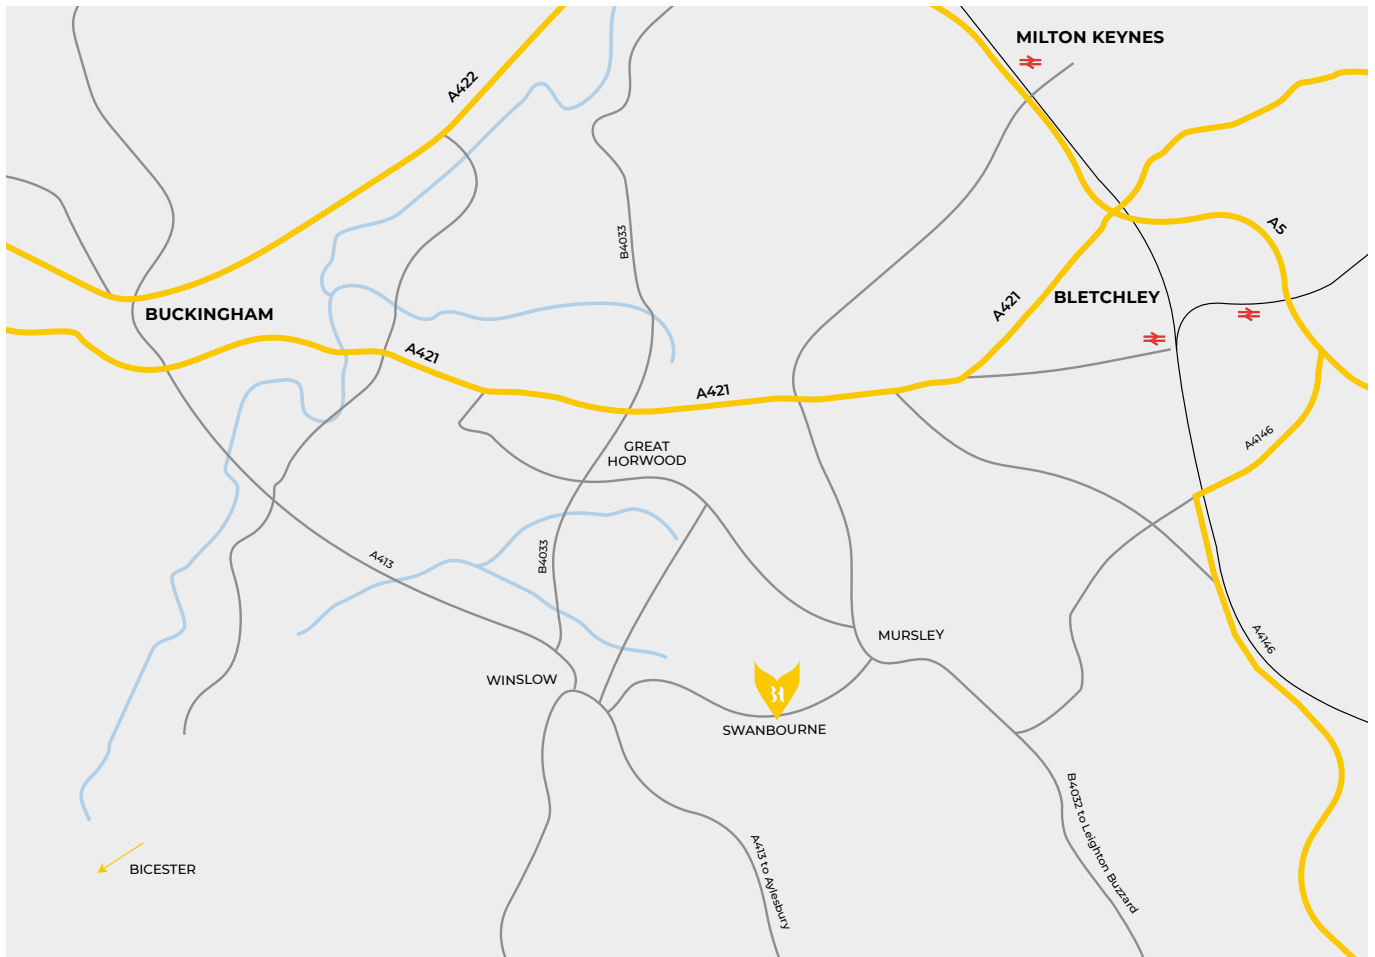 MILTON KEYNES
A422
A5
B4033
BLETCHLEY
A421
BUCKINGHAM
A421
A421
A4146
GREAT
HORWOOD
B4033
A413
A4146
MURSLEY
WINSLOW
SWANBOURNE
B4032 to Leighton Buzzard
A413 to Aylesbury
BICESTER